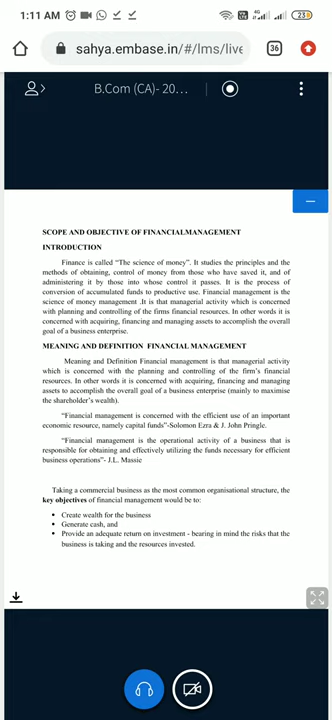 1:11 AM
23
sahya.embase.in/#/lms/live
36
B.Com (CA)- 20...
SCOPE AND OBJECTIVE OF FINANCIALMANAGEMENT
INTRODUCTION
Finance is called "The science of money". It studies the principles and the
methods of obtaining, control of money from those who have saved it, and of
administering it by those into whose control it passes. It is the process of
conversion of accumulated funds to productive use. Financial management is the
science of money management .It is that managerial activity which is concerned
with planning and controlling of the firms financial resources. In other words it is
concerned with acquiring, financing and managing assets to accomplish the overall
goal of a business enterprise.
MEANING AND DEFINITION FINANCIAL MANAGEMENT
Meaning and Definition Financial management is that managerial activity
which is concerned with the planning and controlling of the firm's financial
resources. In other words it is concerned with acquiring, financing and managing
assets to accomplish the overall goal of a business enterprise (mainly to maximise
the shareholder's wealth).
"Financial management is concerned with the efficient use of an important
economic resource, namely capital funds"-Solomon Ezra & J. John Pringle.
"Financial management is the operational activity of a business that is
responsible for obtaining and effectively utilizing the funds necessary for efficient
business operations"- J.L. Massie
Taking a commercial business as the most common organisational structure, the
key objectives of financial management would be to:
• Create wealth for the business
• Generate cash, and
• Provide an adequate return on investment - bearing in mind the risks that the
business is taking and the resources invested.